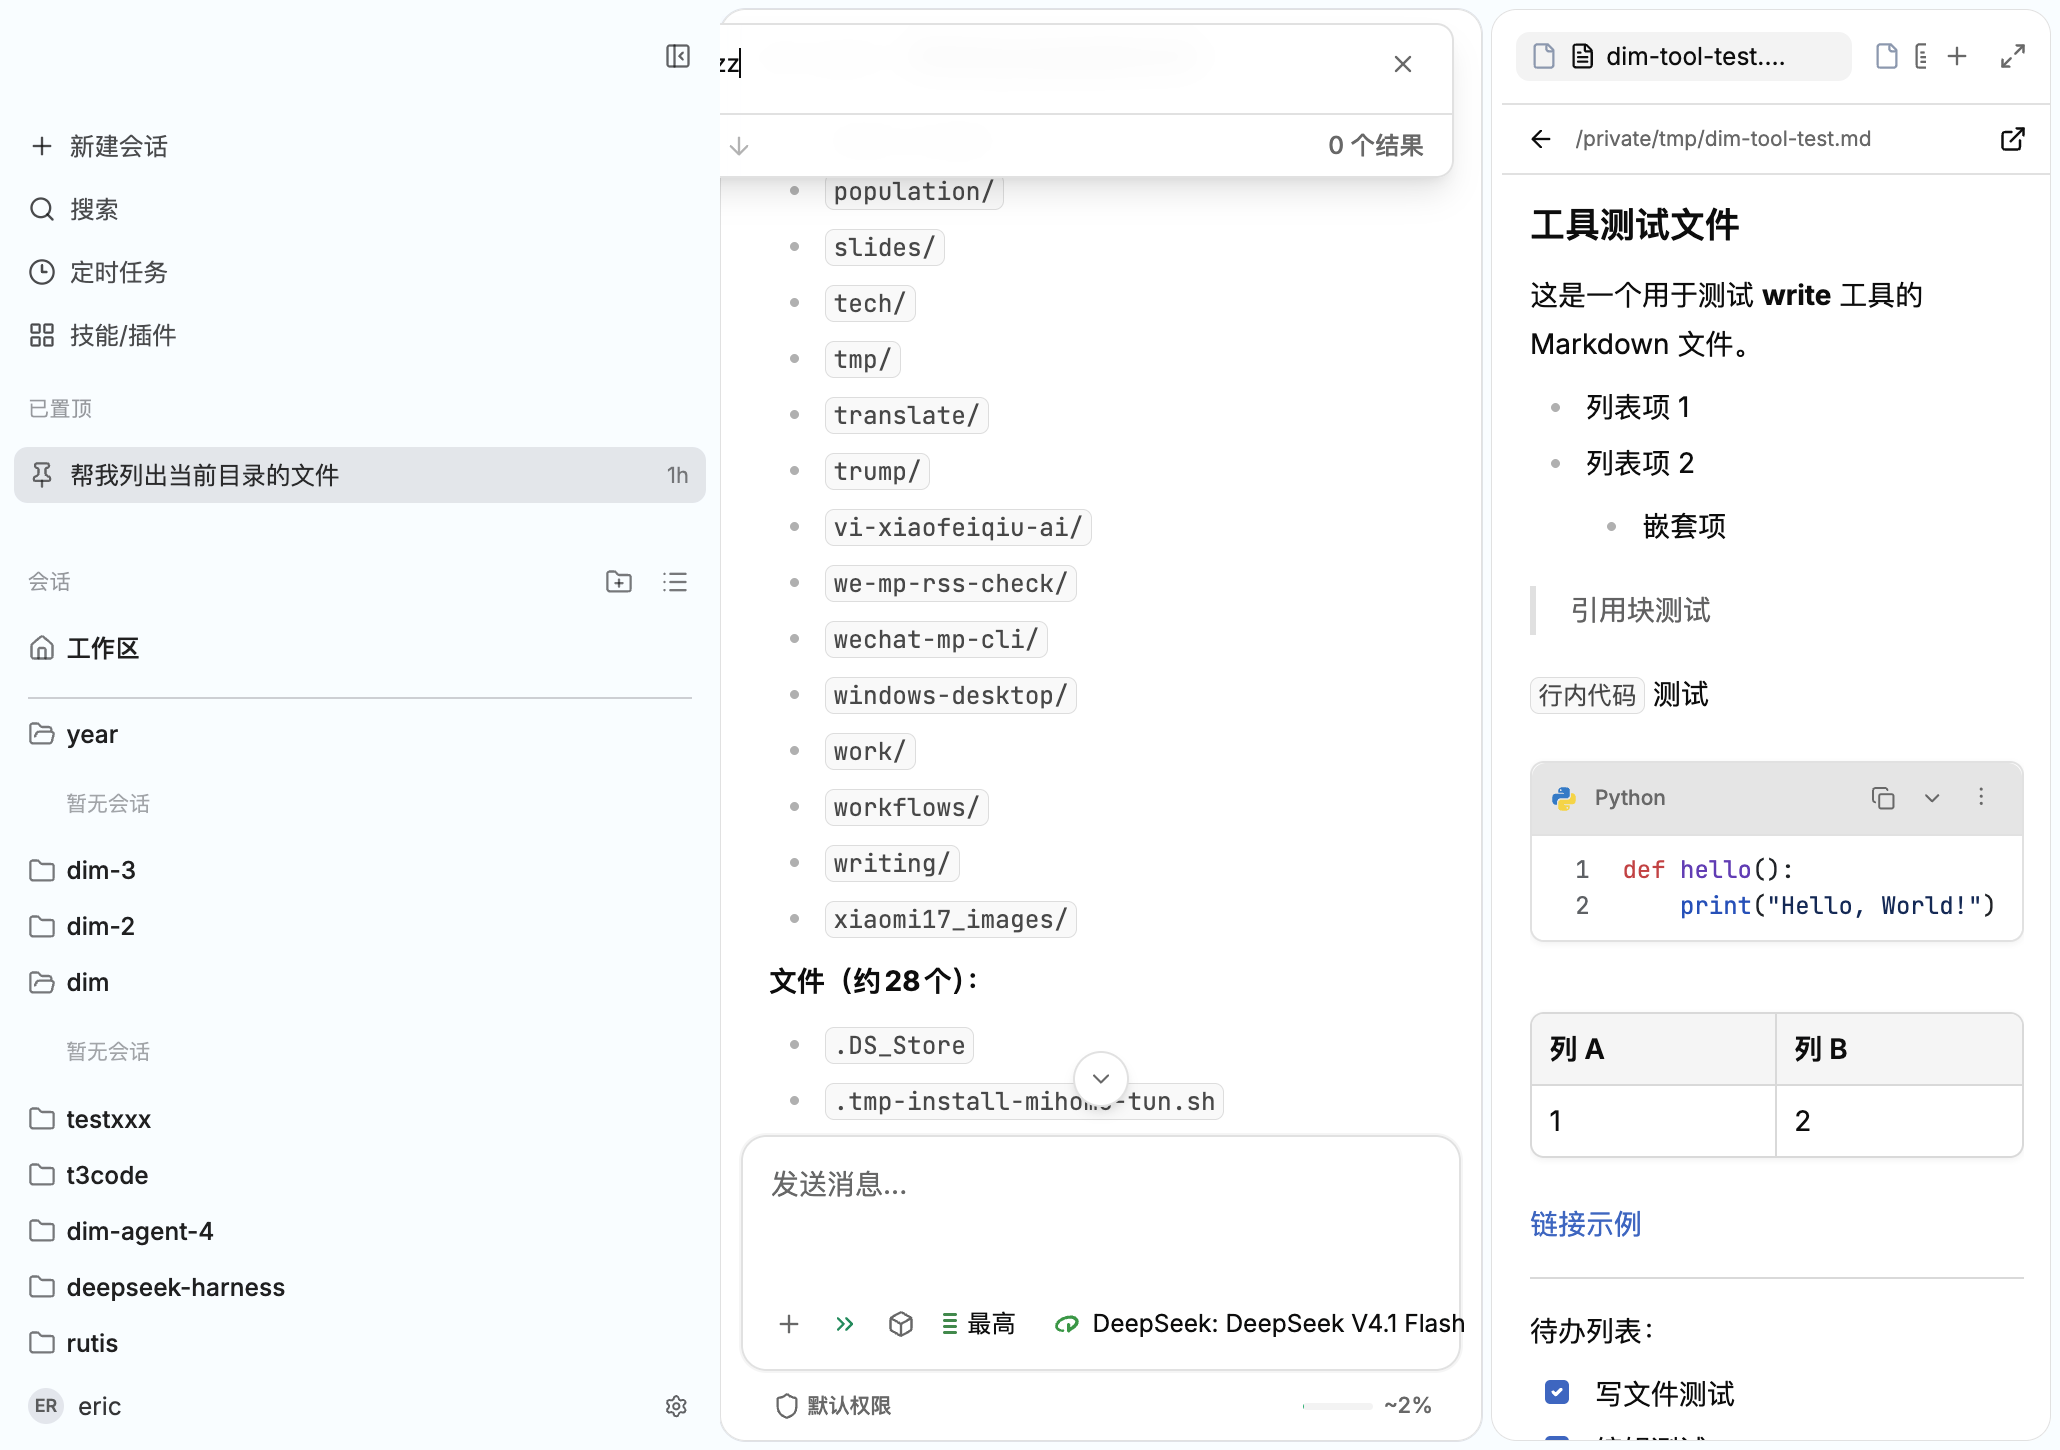 新建会话
搜索
定时任务
技能/插件
已置顶
帮我列出当前目录的文件 1h
会话
工作区
year
暂无会话
dim-3
dim-2
dim
暂无会话
testxxx
t3code
dim-agent-4
deepseek-harness
rutis
ER eric
zz
0 个结果
population/
slides/
tech/
tmp/
translate/
trump/
vi-xiaofeiqiu-ai/
we-mp-rss-check/
wechat-mp-cli/
windows-desktop/
work/
workflows/
writing/
xiaomi17_images/
文件（约 28 个）：
.DS_Store
.tmp-install-mihomo-tun.sh
发送消息...
最高 DeepSeek: DeepSeek V4.1 Flash
默认权限 ~2%
dim-tool-test....
/private/tmp/dim-tool-test.md
工具测试文件
这是一个用于测试 write 工具的
Markdown 文件。
列表项 1
列表项 2
嵌套项
引用块测试
行内代码 测试
Python
1 def hello():
2 print("Hello, World!")
列 A 列 B
1 2
链接示例
待办列表：
写文件测试